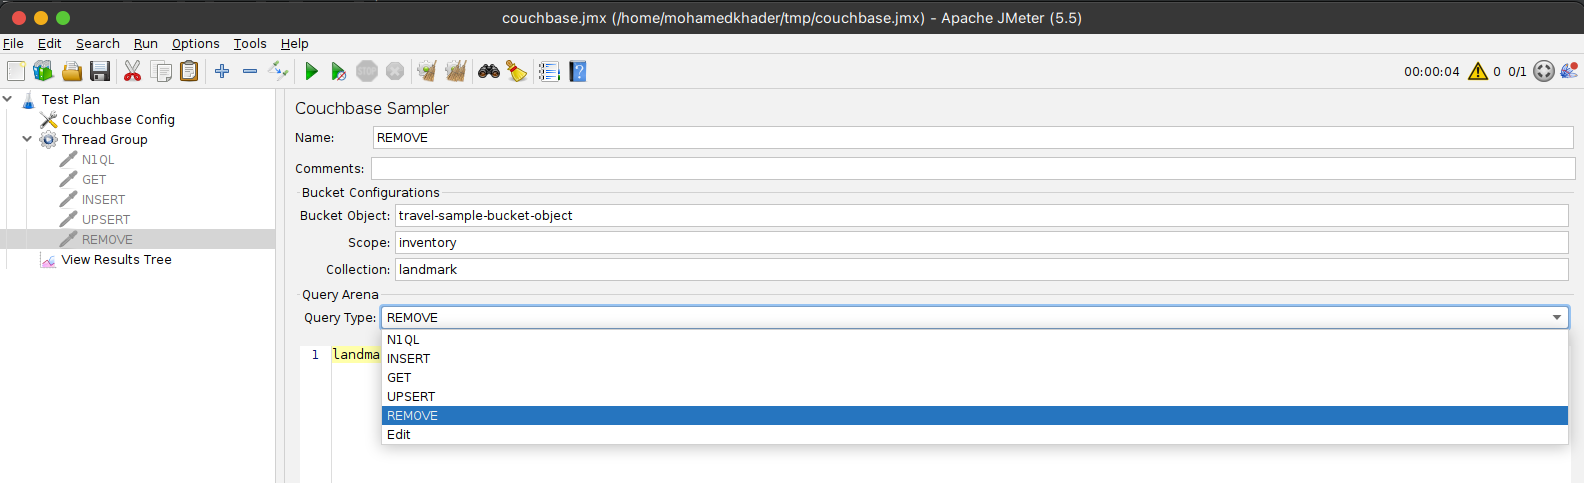 couchbase.jmx (/home/mohamedkhader/tmp/couchbase.jmx) - Apache JMeter (5.5)
File Edit Search Run Options Tools Help
STOP
00:00:04 0 0/1
Test Plan
Couchbase Config
Thread Group
N1QL
GET
INSERT
UPSERT
REMOVE
View Results Tree
Couchbase Sampler
Name: REMOVE
Comments:
Bucket Configurations
Bucket Object: travel-sample-bucket-object
Scope: inventory
Collection: landmark
Query Arena
Query Type: REMOVE
N1QL
INSERT
GET
UPSERT
REMOVE
Edit
1 landma